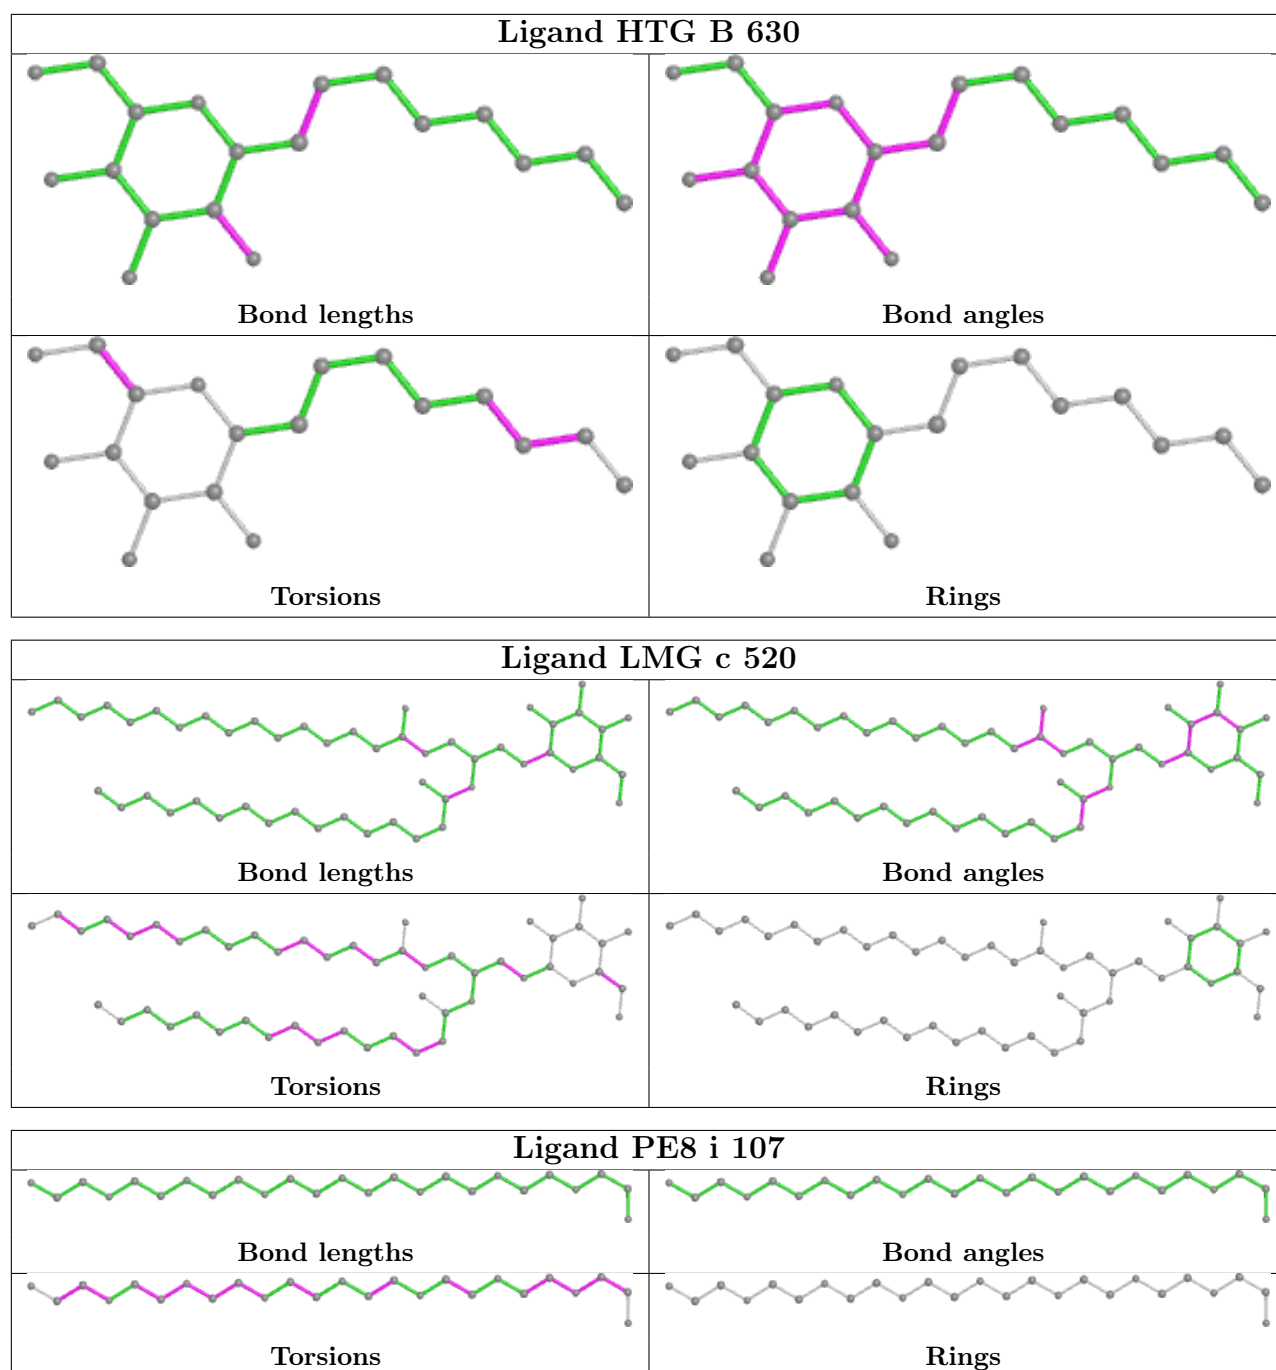 Ligand HTG B 630
Bond lengths
Bond angles
Torsions
Rings
Ligand LMG c 520
Bond lengths
Bond angles
Torsions
Rings
Ligand PE8 i 107
Bond lengths
Bond angles
Torsions
Rings